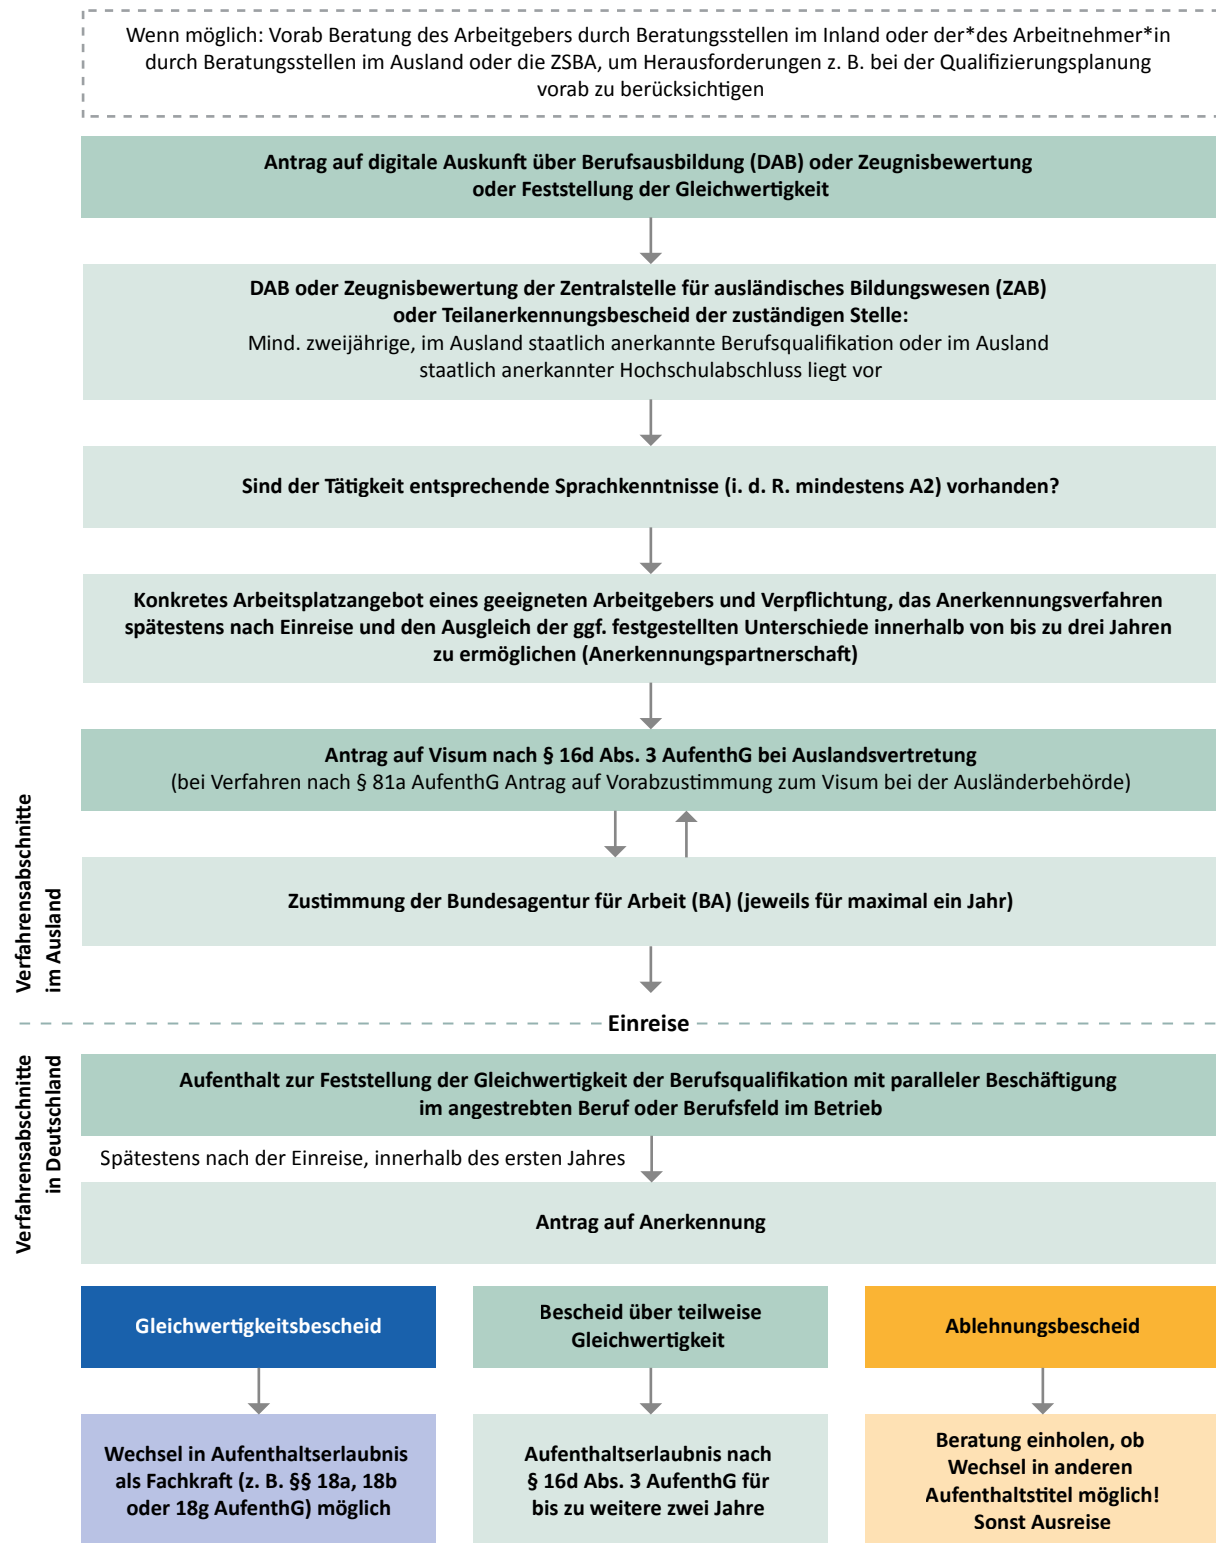 Wenn möglich: Vorab Beratung des Arbeitgebers durch Beratungsstellen im Inland oder der*des Arbeitnehmer*in
durch Beratungsstellen im Ausland oder die ZSBA, um Herausforderungen z. B. bei der Qualifizierungsplanung
vorab zu berücksichtigen
Antrag auf digitale Auskunft über Berufsausbildung (DAB) oder Zeugnisbewertung
oder Feststellung der Gleichwertigkeit
DAB oder Zeugnisbewertung der Zentralstelle für ausländisches Bildungswesen (ZAB)
oder Teilanerkennungsbescheid der zuständigen Stelle:
Mind. zweijährige, im Ausland staatlich anerkannte Berufsqualifikation oder im Ausland
staatlich anerkannter Hochschulabschluss liegt vor
Sind der Tätigkeit entsprechende Sprachkenntnisse (i. d. R. mindestens A2) vorhanden?
Konkretes Arbeitsplatzangebot eines geeigneten Arbeitgebers und Verpflichtung, das Anerkennungsverfahren
spätestens nach Einreise und den Ausgleich der ggf. festgestellten Unterschiede innerhalb von bis zu drei Jahren
zu ermöglichen (Anerkennungspartnerschaft)
Antrag auf Visum nach § 16d Abs. 3 AufenthG bei Auslandsvertretung
(bei Verfahren nach § 81a AufenthG Antrag auf Vorabzustimmung zum Visum bei der Ausländerbehörde)
Zustimmung der Bundesagentur für Arbeit (BA) (jeweils für maximal ein Jahr)
Verfahrensabschnitte
im Ausland
Einreise
Verfahrensabschnitte
in Deutschland
Aufenthalt zur Feststellung der Gleichwertigkeit der Berufsqualifikation mit paralleler Beschäftigung
im angestrebten Beruf oder Berufsfeld im Betrieb
Spätestens nach der Einreise, innerhalb des ersten Jahres
Antrag auf Anerkennung
Gleichwertigkeitsbescheid
Bescheid über teilweise
Gleichwertigkeit
Ablehnungsbescheid
Wechsel in Aufenthaltserlaubnis
als Fachkraft (z. B. §§ 18a, 18b
oder 18g AufenthG) möglich
Aufenthaltserlaubnis nach
§ 16d Abs. 3 AufenthG für
bis zu weitere zwei Jahre
Beratung einholen, ob
Wechsel in anderen
Aufenthaltstitel möglich!
Sonst Ausreise